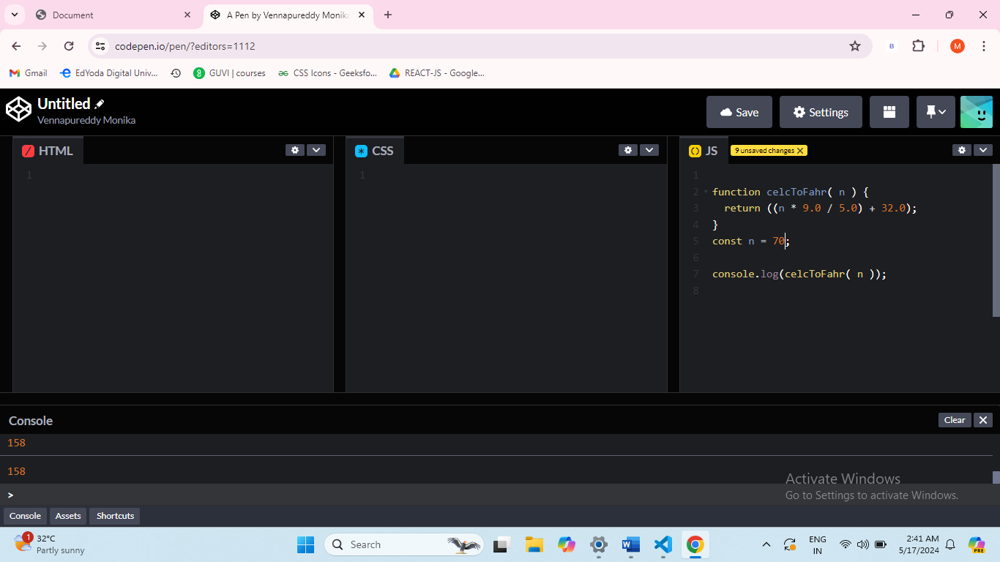 Document
A Pen by Vennapureddy Monika
codepen.io/pen/?editors=1112
B
M
Gmail
EdYoda Digital Univ...
GUVI | courses
CSS Icons - Geeksfo...
REACT-JS - Google...
Untitled
Vennapureddy Monika
Save
Settings
HTML
CSS
JS
9 unsaved changes
1
1
1
2 function celcToFahr( n ) {
3   return ((n * 9.0 / 5.0) + 32.0);
4 }
5 const n = 70;
6
7 console.log(celcToFahr( n ));
8
Console
Clear
158
158
>
Activate Windows
Go to Settings to activate Windows.
Console
Assets
Shortcuts
1
32°C
Partly sunny
Search
ENG
IN
2:41 AM
5/17/2024
PRE